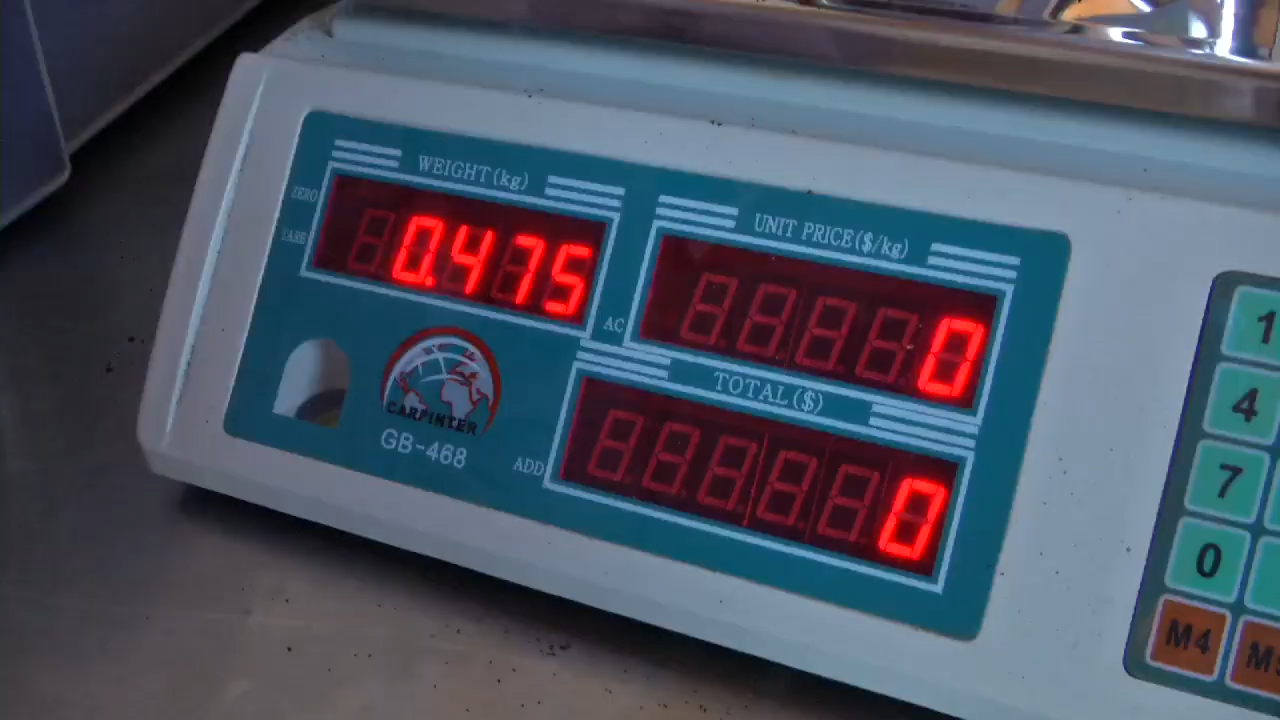 WEIGHT(kg)
ZERO
TARE
0.475
UNIT PRICE($/kg)
AC
0
CARPINTER
GB-468
TOTAL($)
ADD
0
1
4
7
0
M4